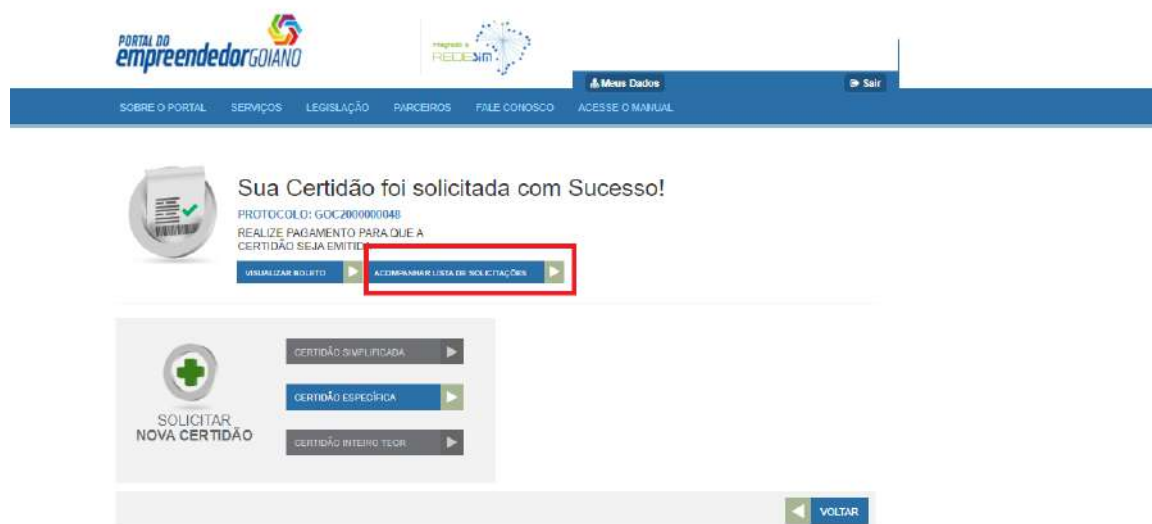 PORTAL DO
empreendedorGOIANO
Integrado à
REDESIM
Meus Dados
Sair
SOBRE O PORTAL SERVIÇOS LEGISLAÇÃO PARCEIROS FALE CONOSCO ACESSE O MANUAL
Sua Certidão foi solicitada com Sucesso!
PROTOCOLO: GOC2000000048
REALIZE PAGAMENTO PARA QUE A
CERTIDÃO SEJA EMITIDA
VISUALIZAR BOLETO
ACOMPANHAR LISTA DE SOLICITAÇÕES
CERTIDÃO SIMPLIFICADA
CERTIDÃO ESPECÍFICA
CERTIDÃO INTEIRO TEOR
SOLICITAR
NOVA CERTIDÃO
VOLTAR